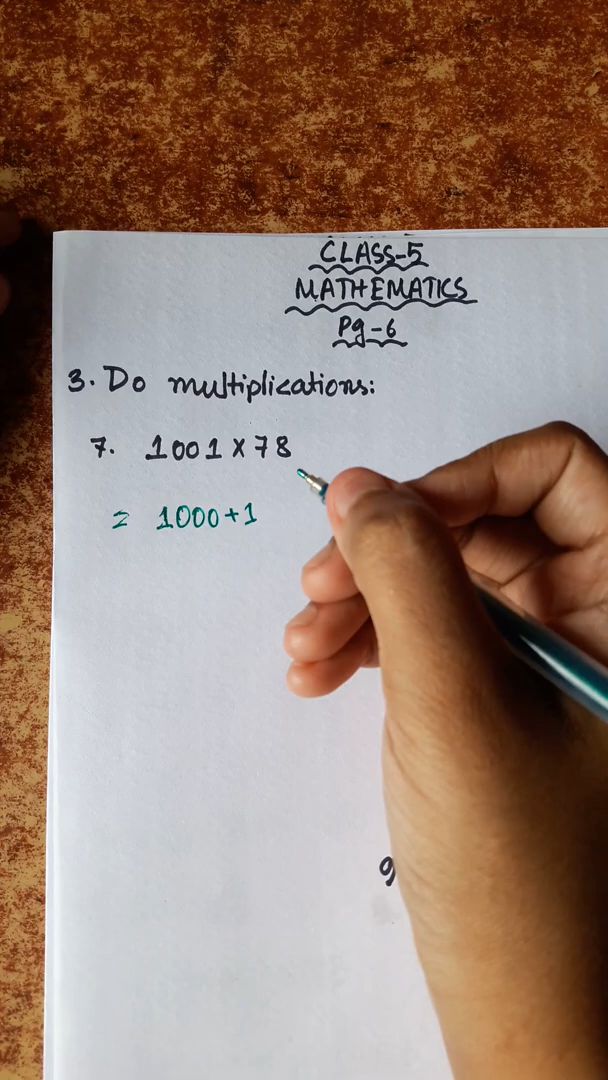 CLASS-5
MATHEMATICS
Pg-6
3. Do multiplications:
7. 1001 x 78
= 1000+1